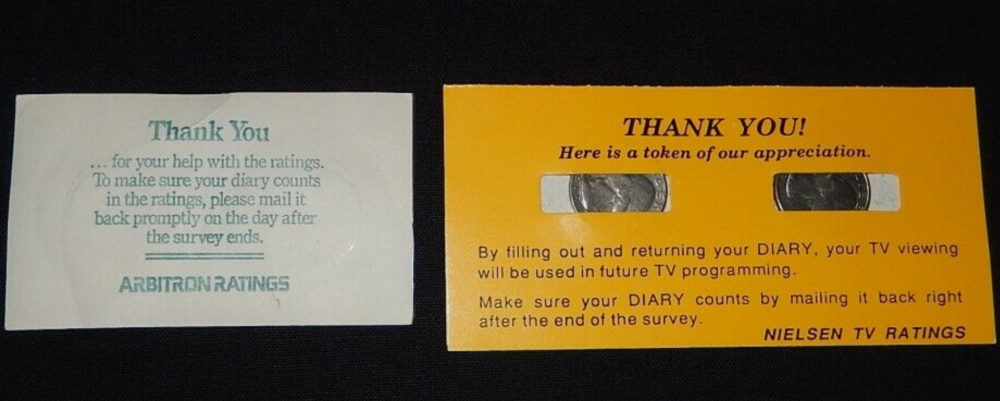 Thank You
... for your help with the ratings.
To make sure your diary counts
in the ratings, please mail it
back promptly on the day after
the survey ends.
ARBITRON RATINGS
THANK YOU!
Here is a token of our appreciation.
By filling out and returning your DIARY, your TV viewing
will be used in future TV programming.
Make sure your DIARY counts by mailing it back right
after the end of the survey.
NIELSEN TV RATINGS